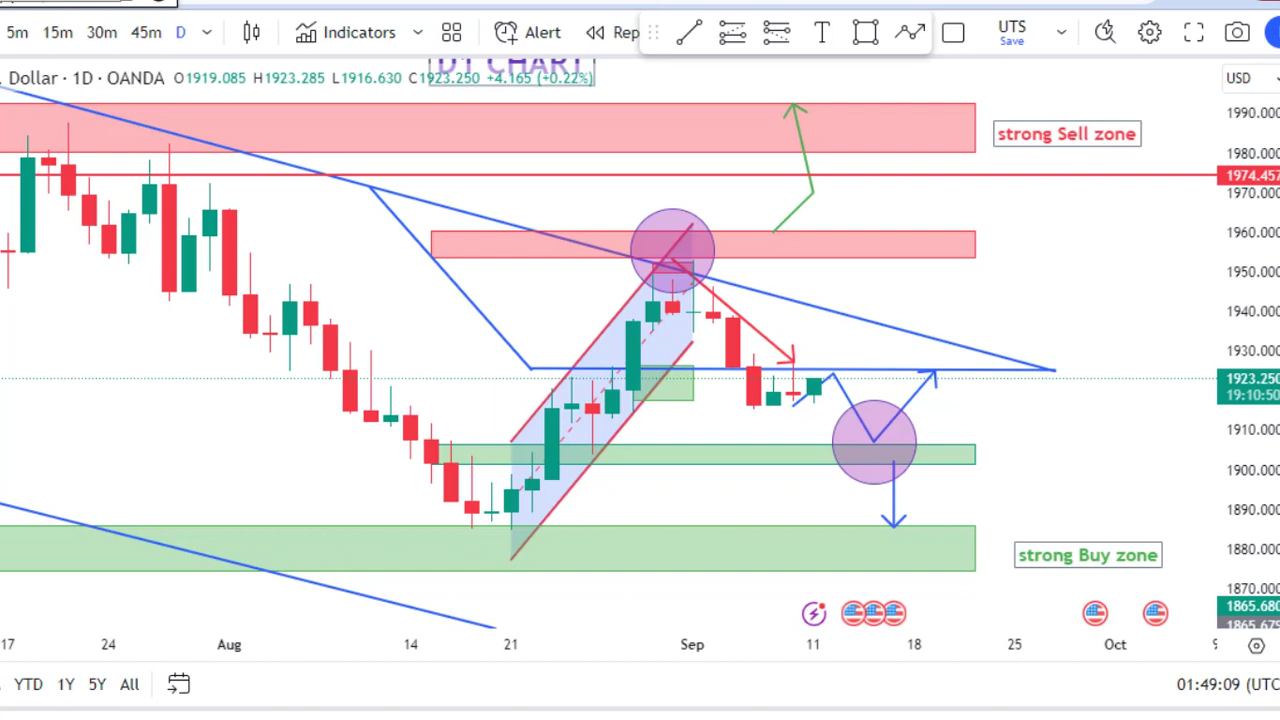 5m 15m 30m 45m D Indicators Alert Rep UTS
Save
D1 CHART
Dollar · 1D · OANDA O1919.085 H1923.285 L1916.630 C1923.250 +4.165 (+0.22%)
USD
1990.000
strong Sell zone
1980.000
1974.457
1970.000
1960.000
1950.000
1940.000
1930.000
1923.250
19:10:50
1910.000
1900.000
1890.000
strong Buy zone
1880.000
1870.000
1865.680
1865.679
17 24 Aug 14 21 Sep 11 18 25 Oct 9
YTD 1Y 5Y All
01:49:09 (UTC